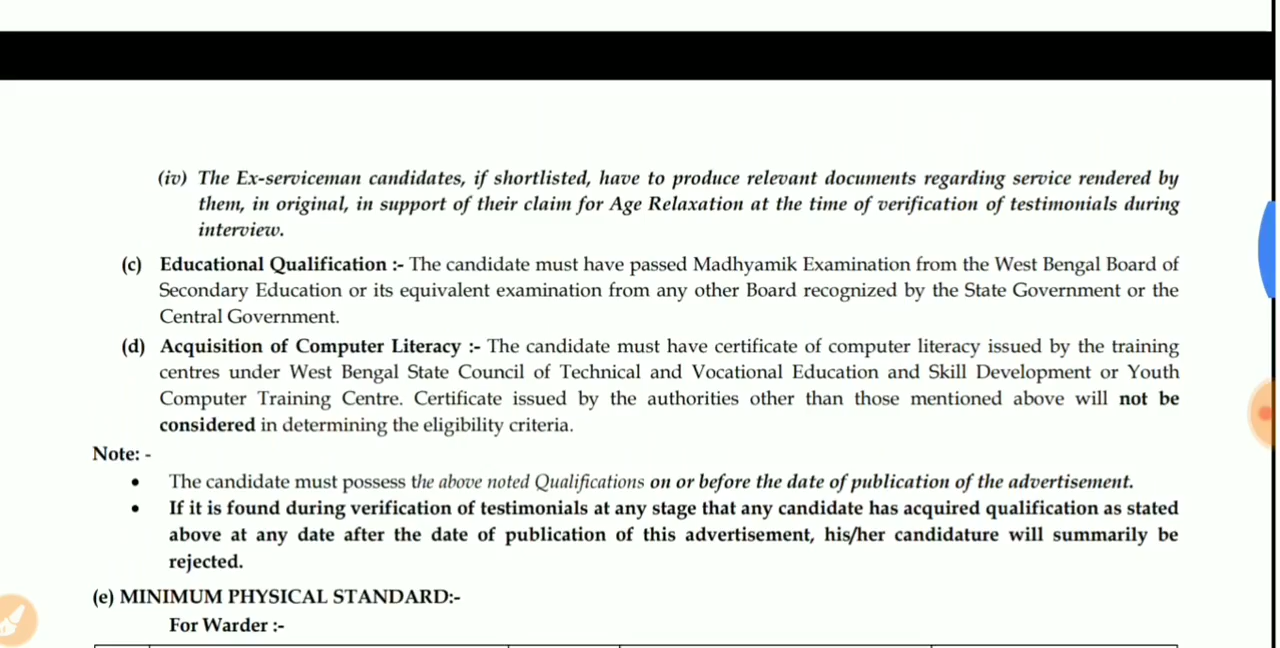 (iv) The Ex-serviceman candidates, if shortlisted, have to produce relevant documents regarding service rendered by
them, in original, in support of their claim for Age Relaxation at the time of verification of testimonials during
interview.
(c) Educational Qualification :- The candidate must have passed Madhyamik Examination from the West Bengal Board of
Secondary Education or its equivalent examination from any other Board recognized by the State Government or the
Central Government.
(d) Acquisition of Computer Literacy :- The candidate must have certificate of computer literacy issued by the training
centres under West Bengal State Council of Technical and Vocational Education and Skill Development or Youth
Computer Training Centre. Certificate issued by the authorities other than those mentioned above will not be
considered in determining the eligibility criteria.
Note: -
• The candidate must possess the above noted Qualifications on or before the date of publication of the advertisement.
• If it is found during verification of testimonials at any stage that any candidate has acquired qualification as stated
above at any date after the date of publication of this advertisement, his/her candidature will summarily be
rejected.
(e) MINIMUM PHYSICAL STANDARD:-
For Warder :-